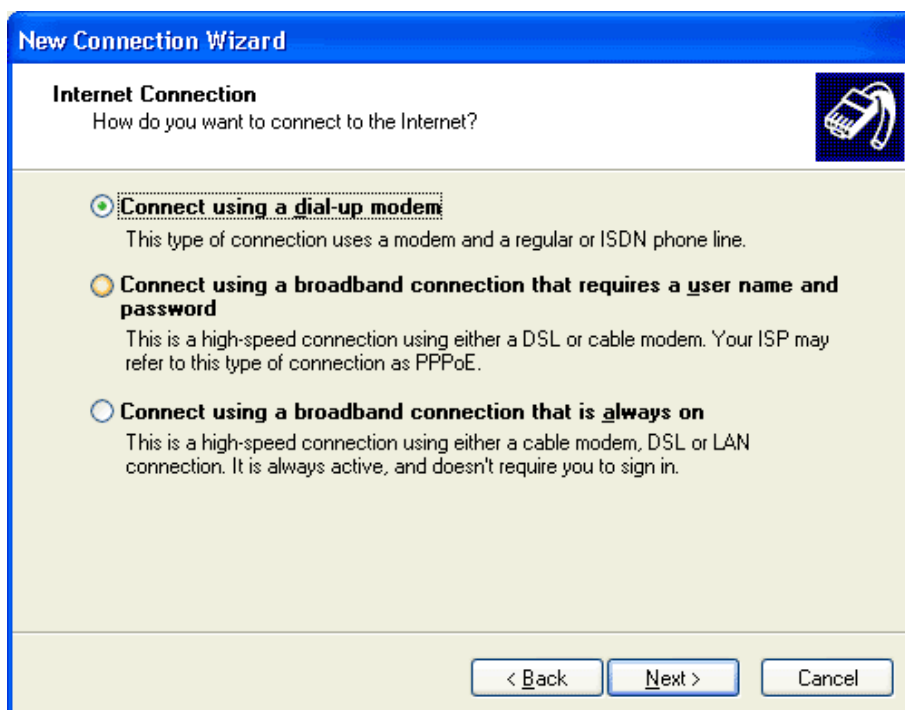 New Connection Wizard
Internet Connection
How do you want to connect to the Internet?
Connect using a dial-up modem
This type of connection uses a modem and a regular or ISDN phone line.
Connect using a broadband connection that requires a user name and
password
This is a high-speed connection using either a DSL or cable modem. Your ISP may
refer to this type of connection as PPPoE.
Connect using a broadband connection that is always on
This is a high-speed connection using either a cable modem, DSL or LAN
connection. It is always active, and doesn't require you to sign in.
< Back Next > Cancel